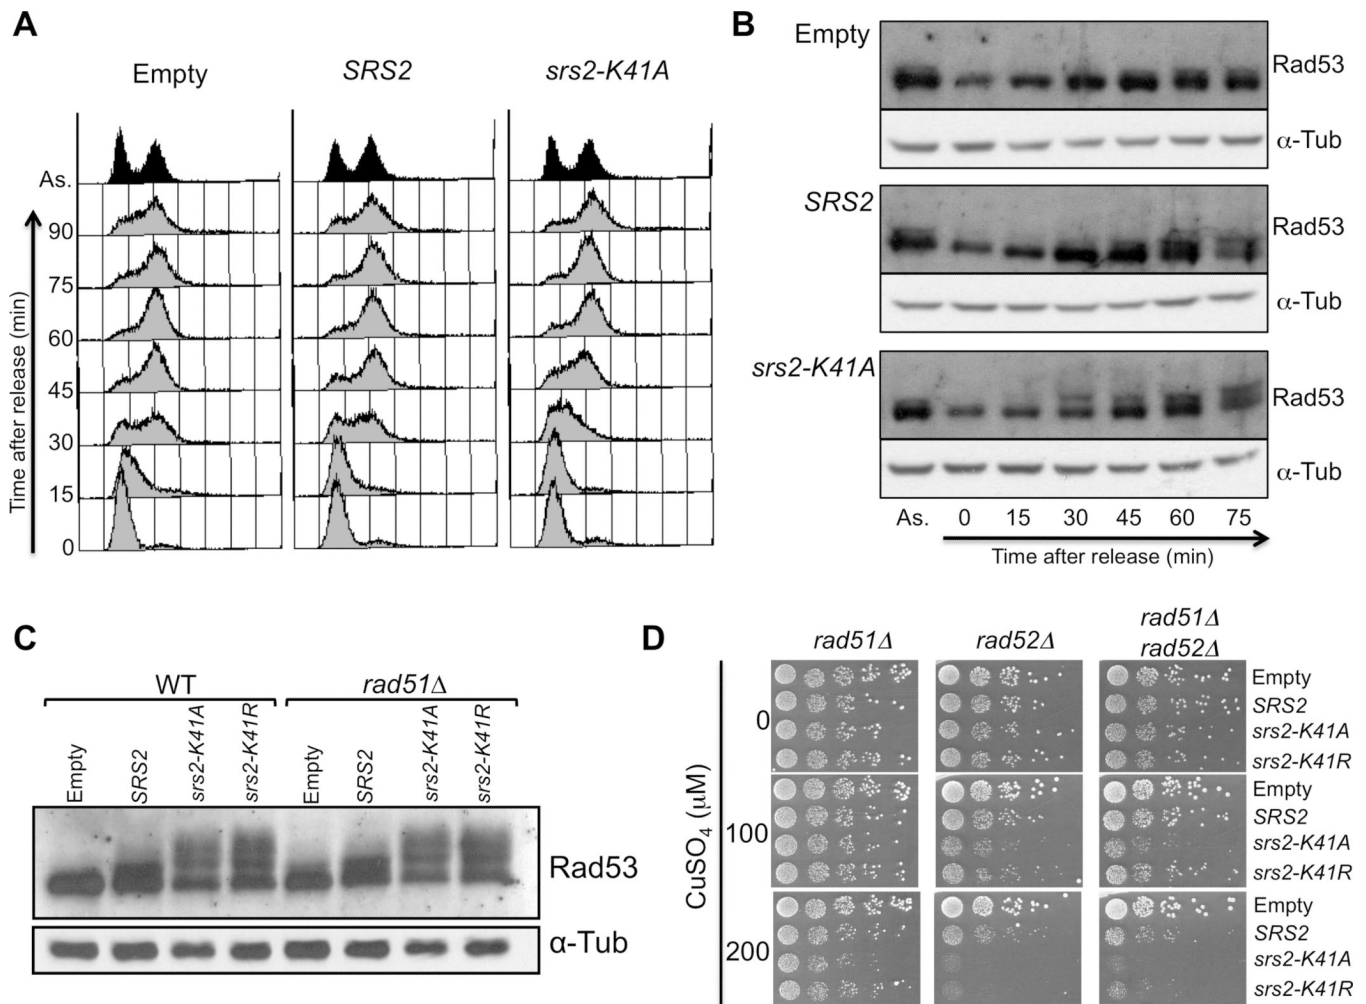 A
Empty
SRS2
srs2-K41A
As.
90
75
60
45
30
15
0
Time after release (min)
B
Empty
Rad53
α-Tub
SRS2
Rad53
α-Tub
srs2-K41A
Rad53
α-Tub
As. 0 15 30 45 60 75
Time after release (min)
C
WT
rad51Δ
Empty
SRS2
srs2-K41A
srs2-K41R
Empty
SRS2
srs2-K41A
srs2-K41R
Rad53
α-Tub
D
rad51Δ
rad52Δ
rad51Δ
rad52Δ
CuSO₄ (μM)
0
Empty
SRS2
srs2-K41A
srs2-K41R
100
Empty
SRS2
srs2-K41A
srs2-K41R
200
Empty
SRS2
srs2-K41A
srs2-K41R